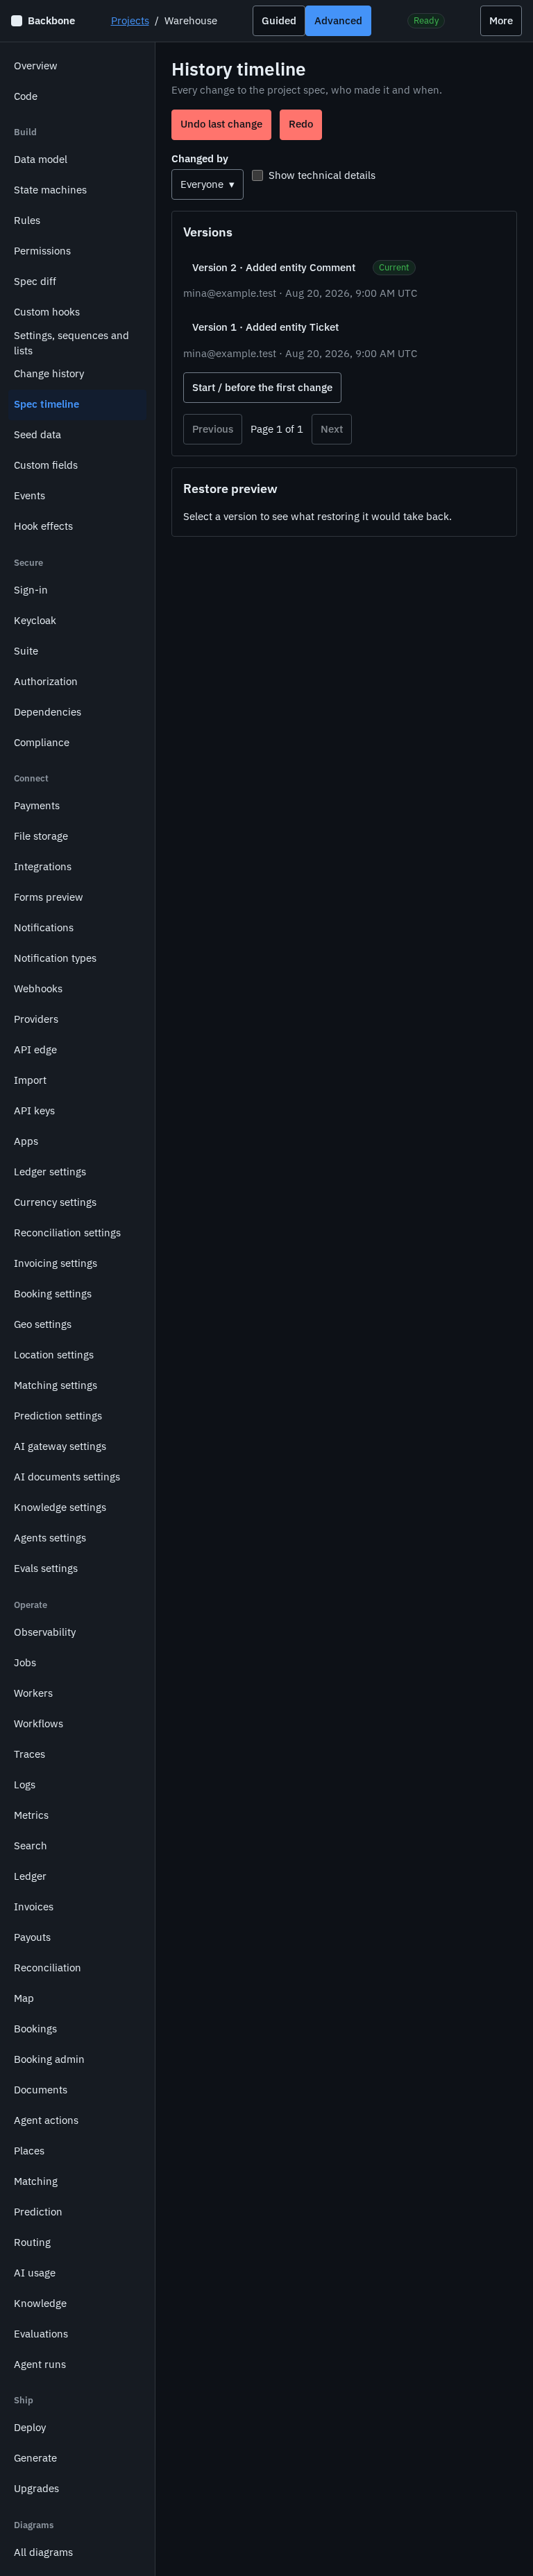 Backbone
Projects / Warehouse
Guided
Advanced
Ready
More
Overview
Code
Build
Data model
State machines
Rules
Permissions
Spec diff
Custom hooks
Settings, sequences and
lists
Change history
Spec timeline
Seed data
Custom fields
Events
Hook effects
Secure
Sign-in
Keycloak
Suite
Authorization
Dependencies
Compliance
Connect
Payments
File storage
Integrations
Forms preview
Notifications
Notification types
Webhooks
Providers
API edge
Import
API keys
Apps
Ledger settings
Currency settings
Reconciliation settings
Invoicing settings
Booking settings
Geo settings
Location settings
Matching settings
Prediction settings
AI gateway settings
AI documents settings
Knowledge settings
Agents settings
Evals settings
Operate
Observability
Jobs
Workers
Workflows
Traces
Logs
Metrics
Search
Ledger
Invoices
Payouts
Reconciliation
Map
Bookings
Booking admin
Documents
Agent actions
Places
Matching
Prediction
Routing
AI usage
Knowledge
Evaluations
Agent runs
Ship
Deploy
Generate
Upgrades
Diagrams
All diagrams
History timeline
Every change to the project spec, who made it and when.
Undo last change
Redo
Changed by
Everyone ▾
Show technical details
Versions
Version 2 · Added entity Comment
Current
mina@example.test · Aug 20, 2026, 9:00 AM UTC
Version 1 · Added entity Ticket
mina@example.test · Aug 20, 2026, 9:00 AM UTC
Start / before the first change
Previous
Page 1 of 1
Next
Restore preview
Select a version to see what restoring it would take back.